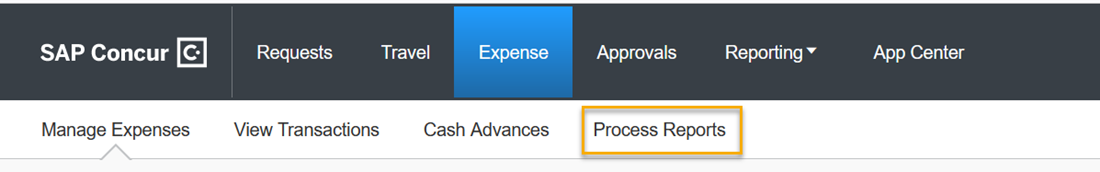 SAP Concur Requests Travel Expense Approvals Reporting App Center
Manage Expenses View Transactions Cash Advances Process Reports